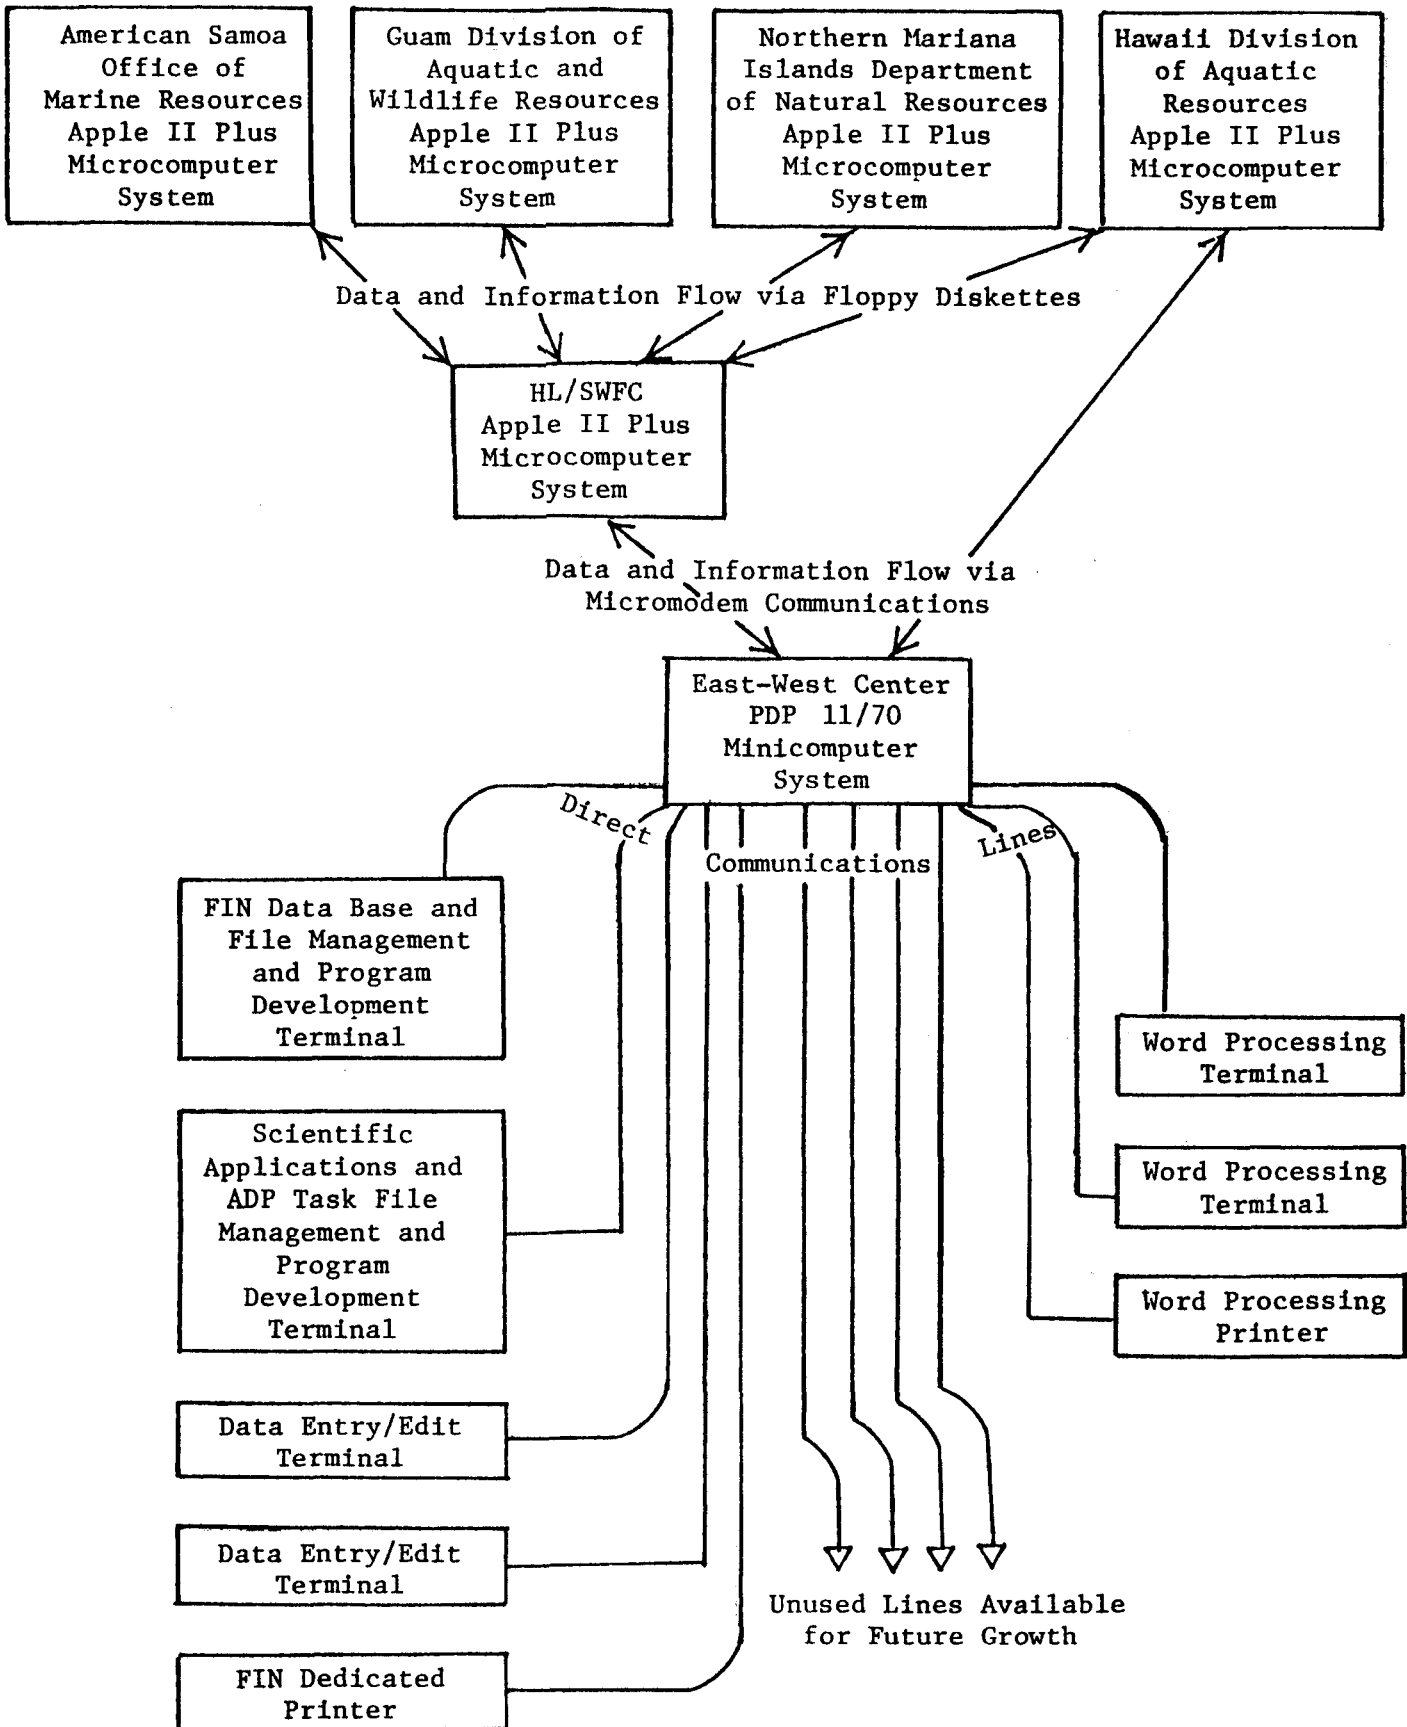 American Samoa
Office of
Marine Resources
Apple II Plus
Microcomputer
System
Guam Division of
Aquatic and
Wildlife Resources
Apple II Plus
Microcomputer
System
Northern Mariana
Islands Department
of Natural Resources
Apple II Plus
Microcomputer
System
Hawaii Division
of Aquatic
Resources
Apple II Plus
Microcomputer
System
Data and Information Flow via Floppy Diskettes
HL/SWFC
Apple II Plus
Microcomputer
System
Data and Information Flow via
Micromodem Communications
East-West Center
PDP 11/70
Minicomputer
System
Direct
Communications
Lines
FIN Data Base and
File Management
and Program
Development
Terminal
Scientific
Applications and
ADP Task File
Management and
Program
Development
Terminal
Data Entry/Edit
Terminal
Data Entry/Edit
Terminal
FIN Dedicated
Printer
Word Processing
Terminal
Word Processing
Terminal
Word Processing
Printer
Unused Lines Available
for Future Growth